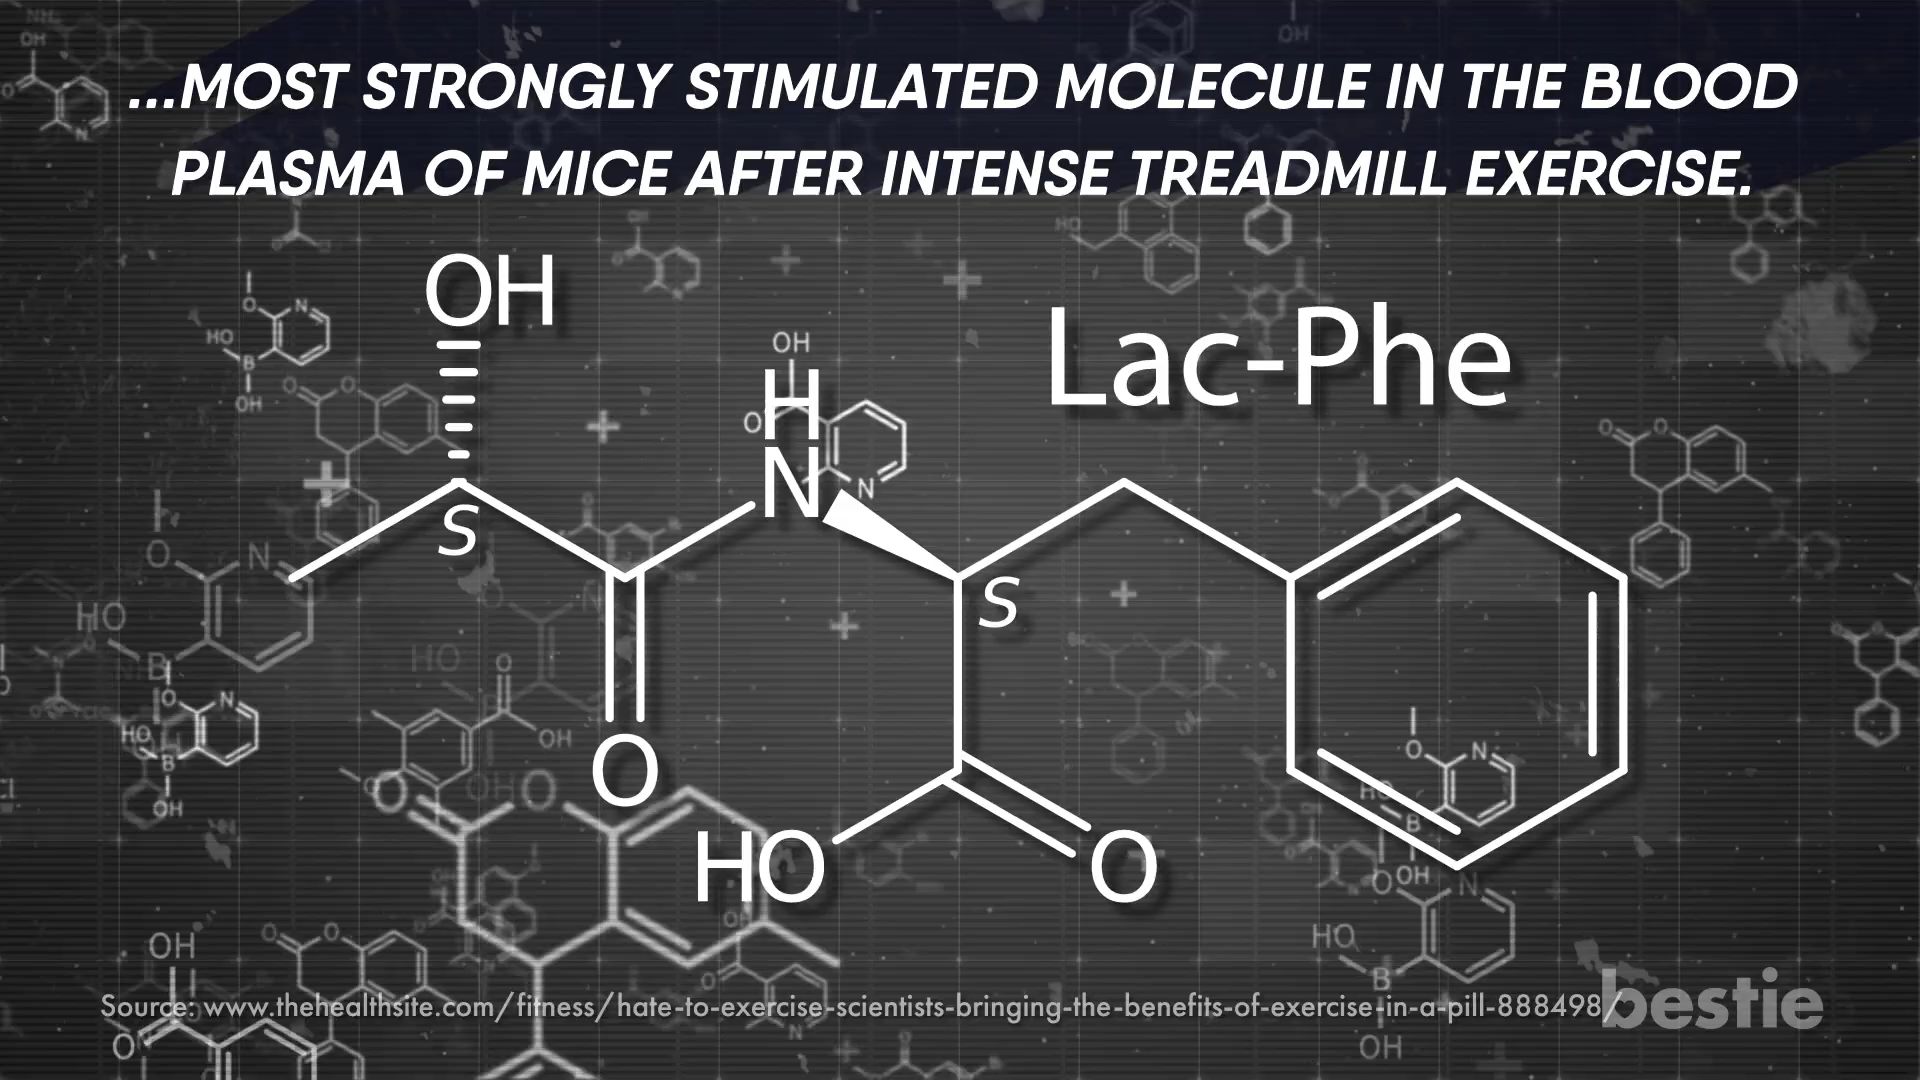 ...MOST STRONGLY STIMULATED MOLECULE IN THE BLOOD
PLASMA OF MICE AFTER INTENSE TREADMILL EXERCISE.
OH
Lac-Phe
H
N
S
S
O
HO
O
Source: www.thehealthsite.com/fitness/hate-to-exercise-scientists-bringing-the-benefits-of-exercise-in-a-pill-888498/
bestie